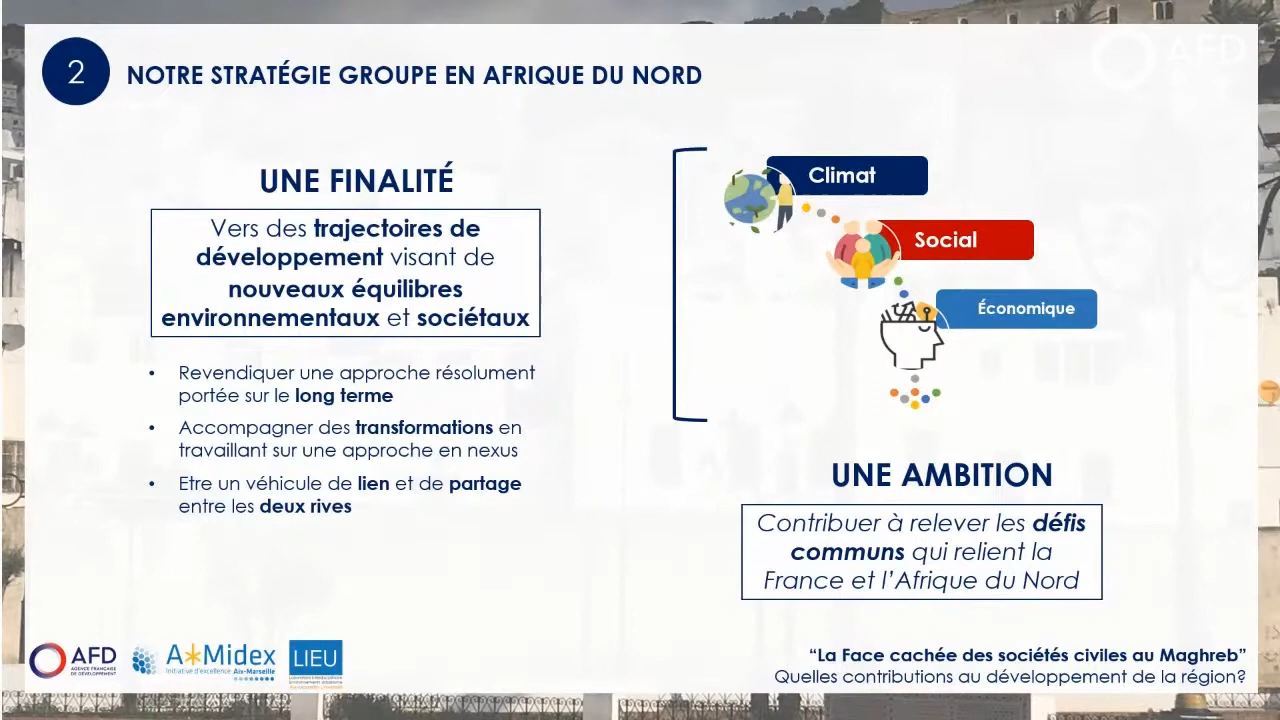 2
NOTRE STRATÉGIE GROUPE EN AFRIQUE DU NORD
AFD
UNE FINALITÉ
Vers des trajectoires de
développement visant de
nouveaux équilibres
environnementaux et sociétaux
• Revendiquer une approche résolument
portée sur le long terme
• Accompagner des transformations en
travaillant sur une approche en nexus
• Etre un véhicule de lien et de partage
entre les deux rives
Climat
Social
Économique
UNE AMBITION
Contribuer à relever les défis
communs qui relient la
France et l’Afrique du Nord
AFD
AGENCE FRANÇAISE
DE DÉVELOPPEMENT
A*Midex
Initiative d'excellence Aix-Marseille
LIEU
“La Face cachée des sociétés civiles au Maghreb”
Quelles contributions au développement de la région?